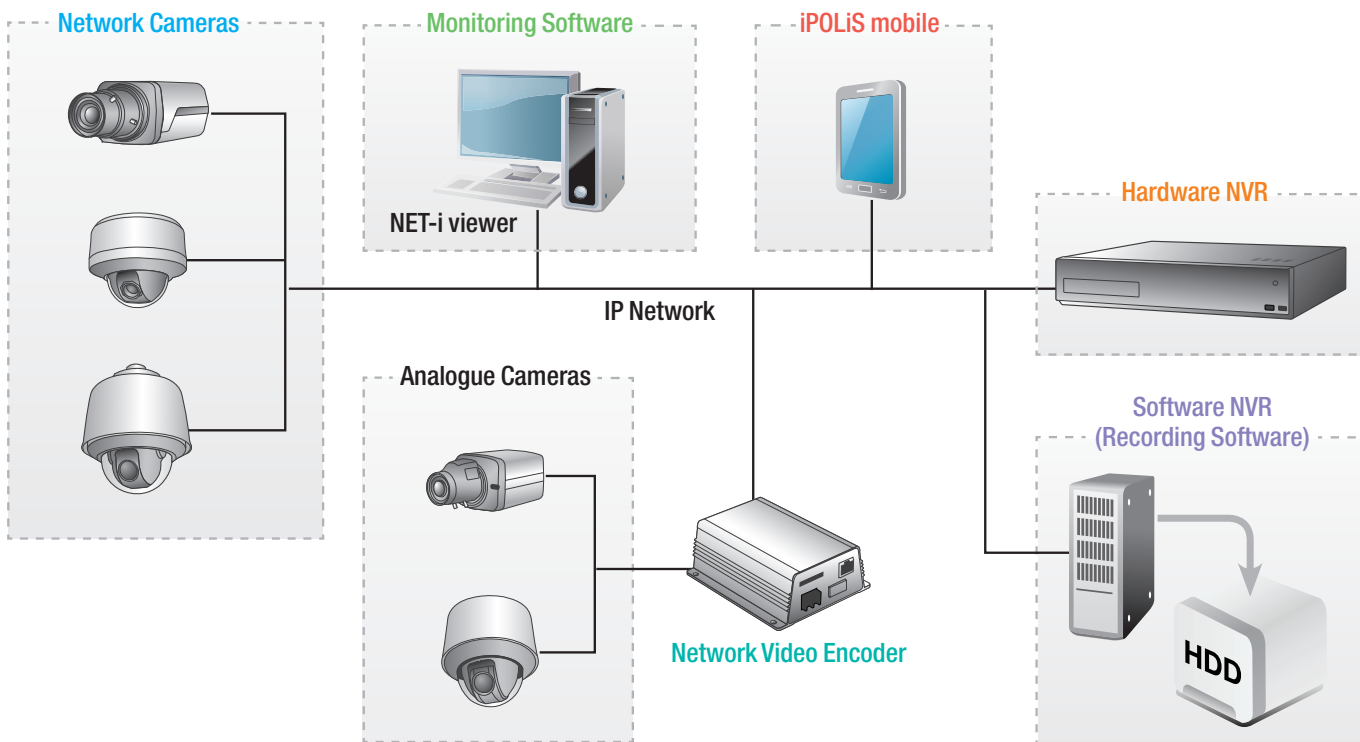 Network Cameras
Monitoring Software
iPOLiS mobile
NET-i viewer
Hardware NVR
IP Network
Analogue Cameras
Software NVR
(Recording Software)
Network Video Encoder
HDD